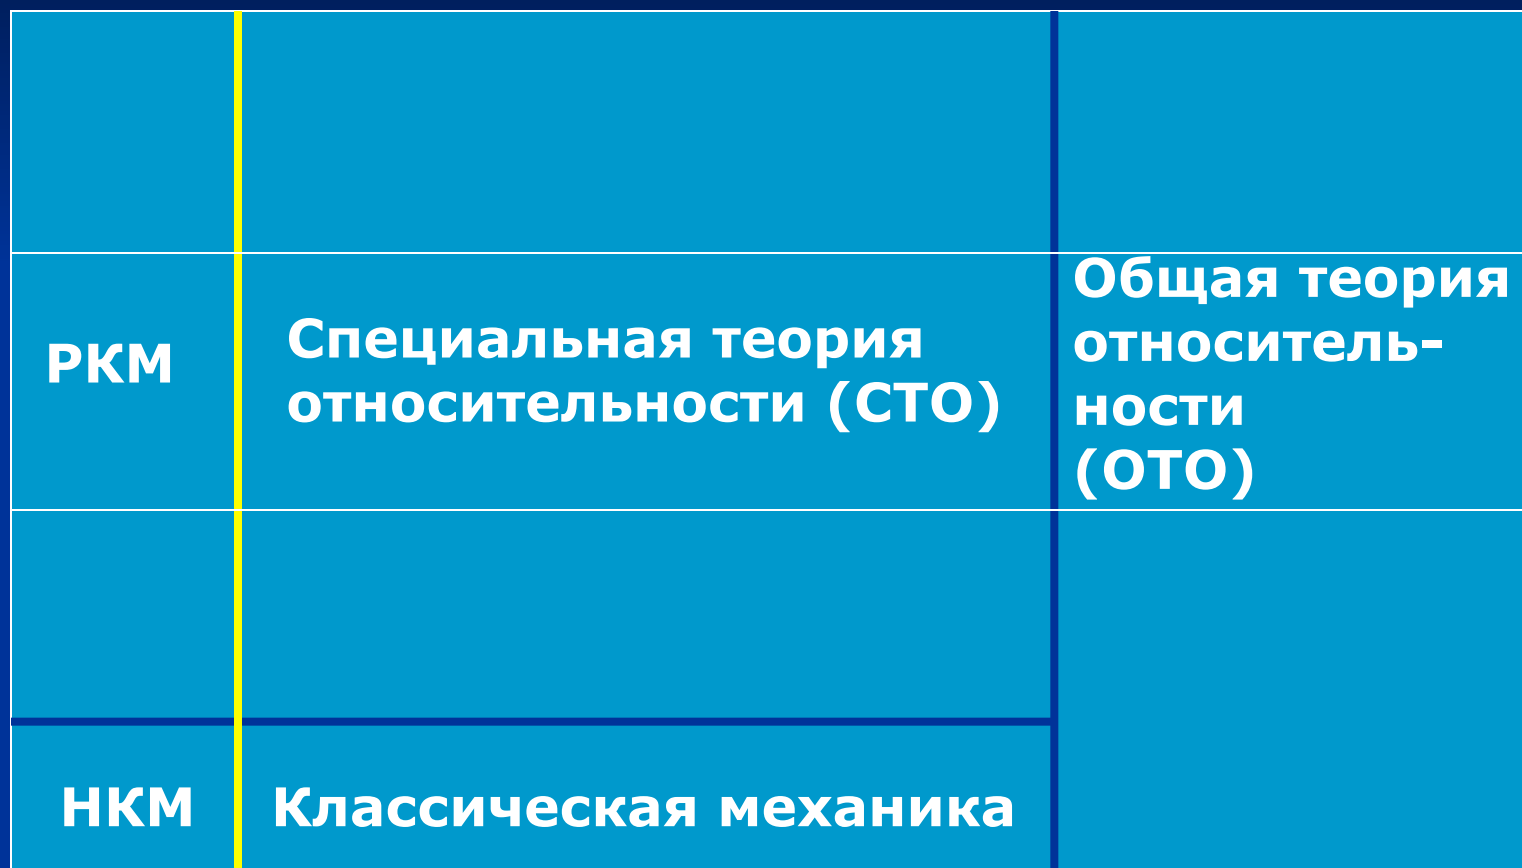 РКМ
Специальная теория
относительности (СТО)
Общая теория
относитель-
ности
(ОТО)
НКМ
Классическая механика